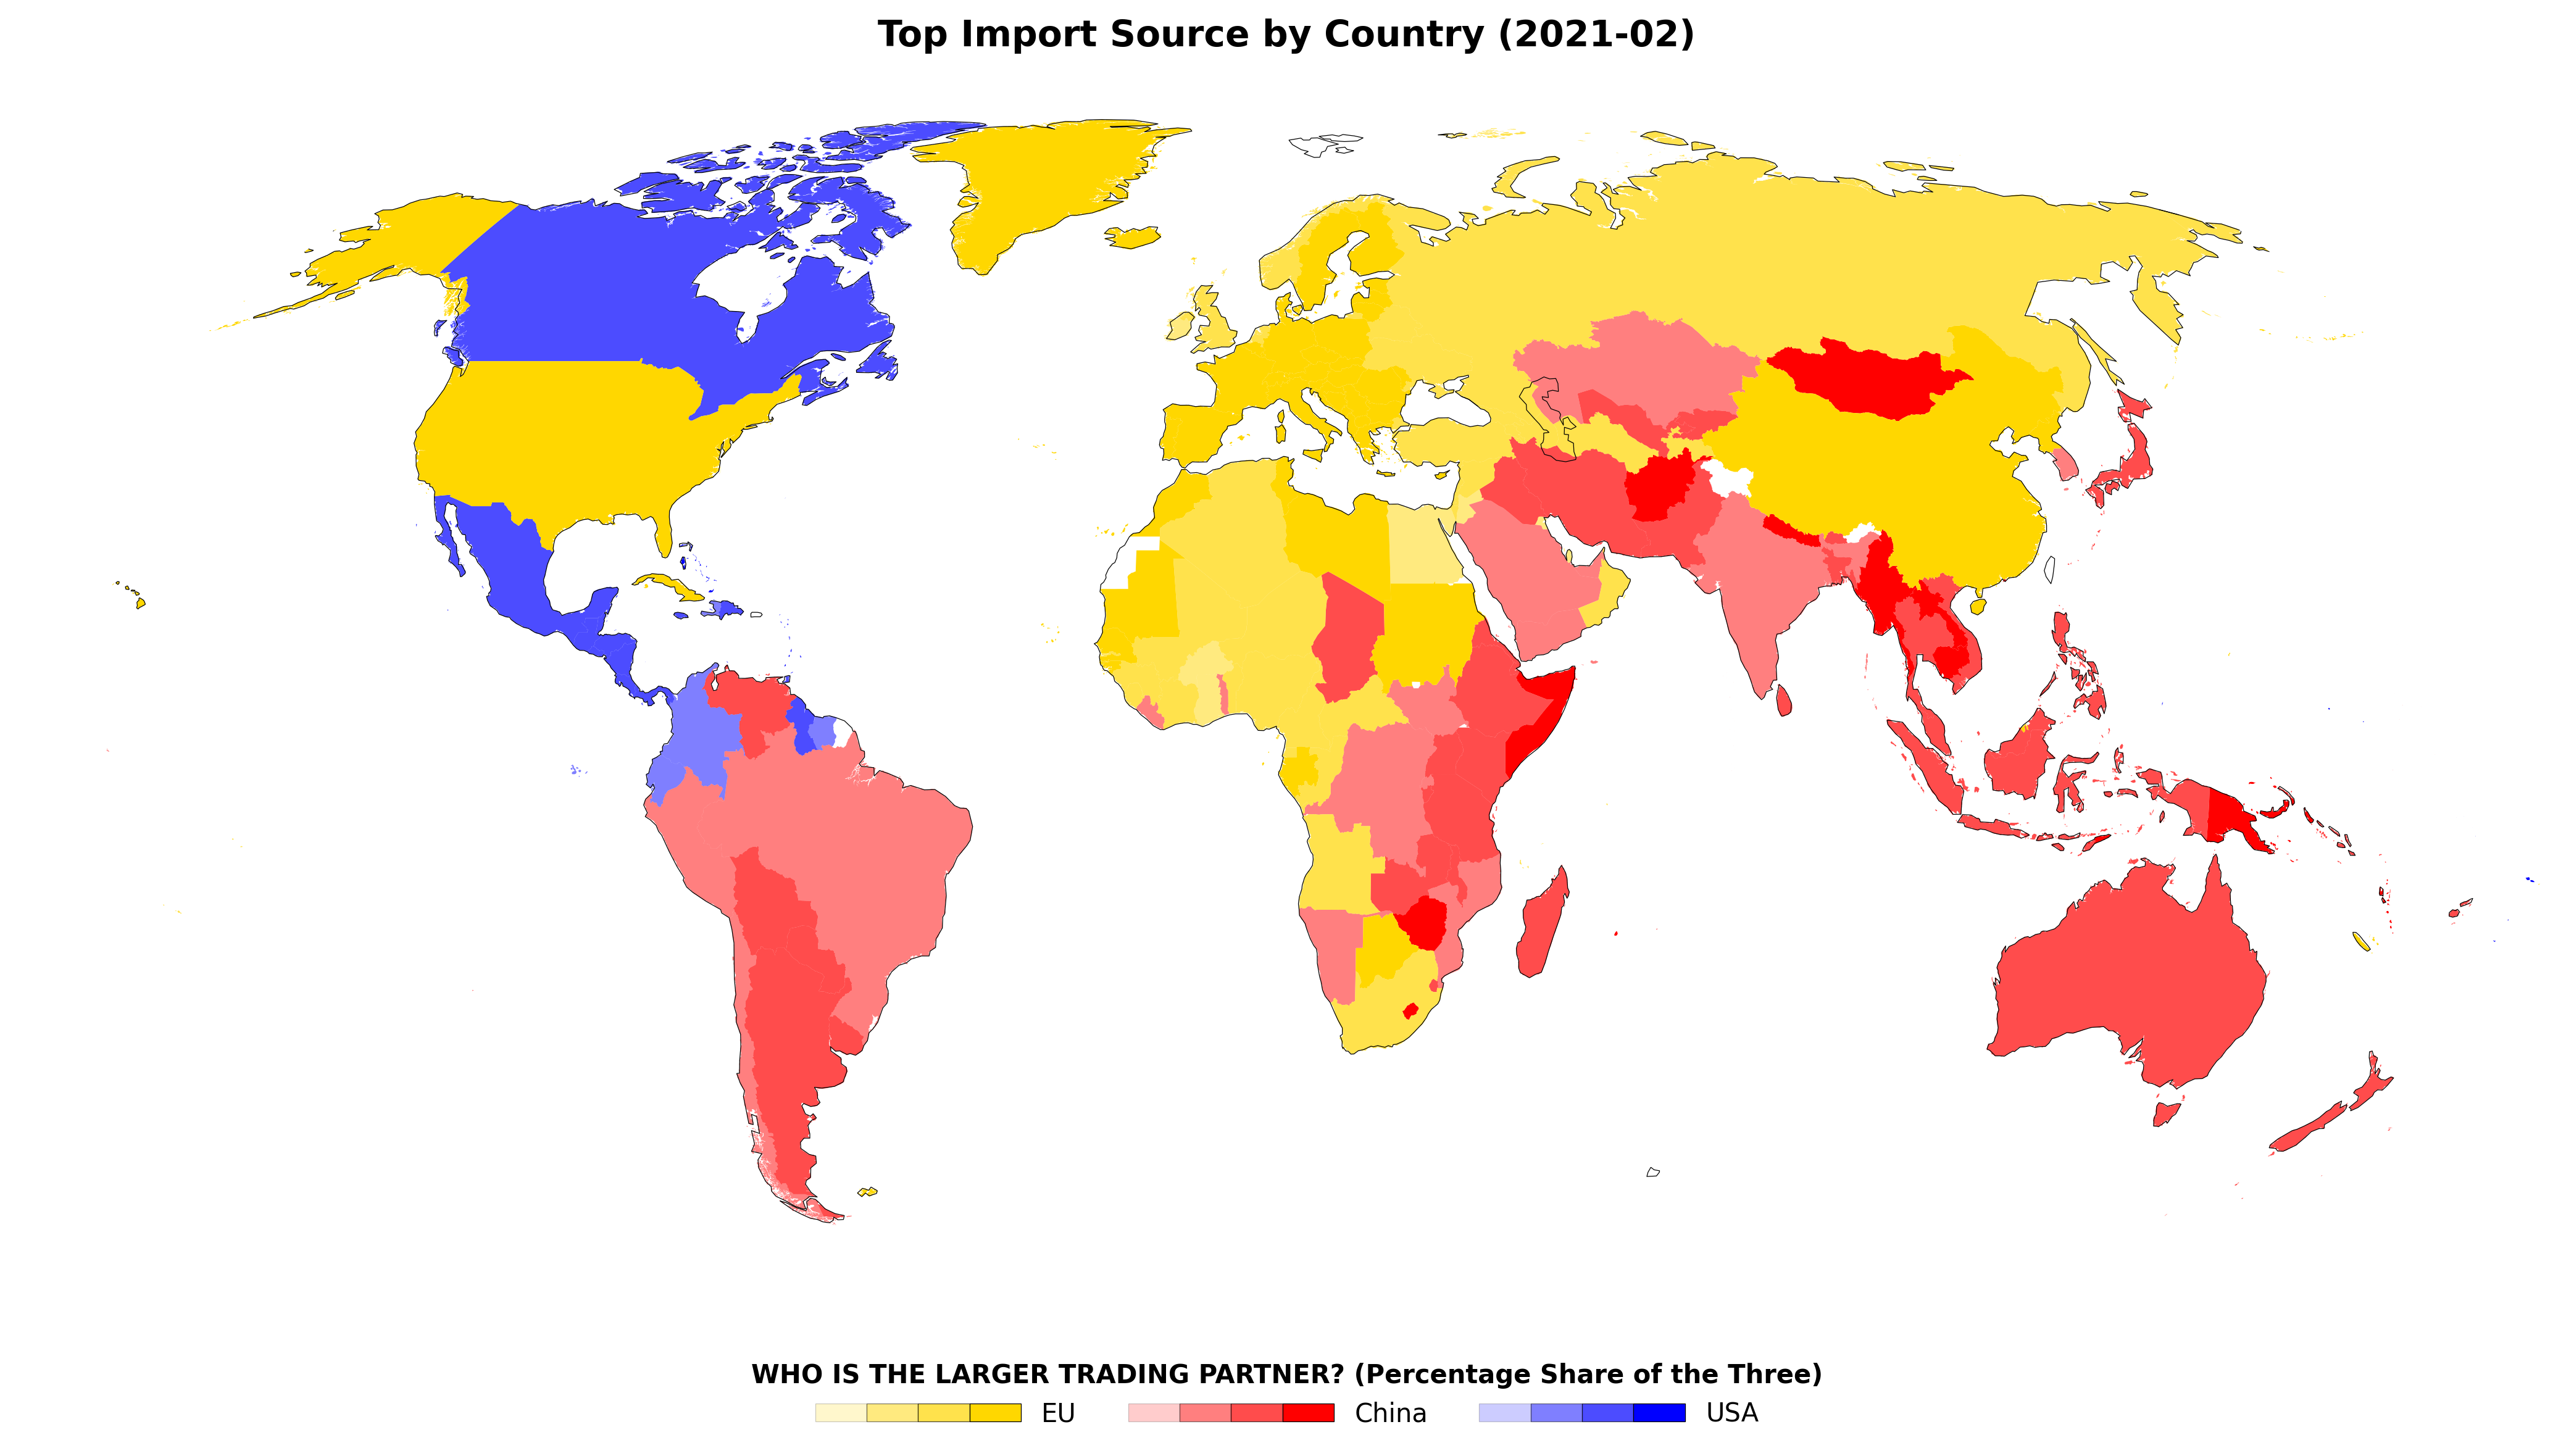 Top Import Source by Country (2021-02)
WHO IS THE LARGER TRADING PARTNER? (Percentage Share of the Three)
EU China USA